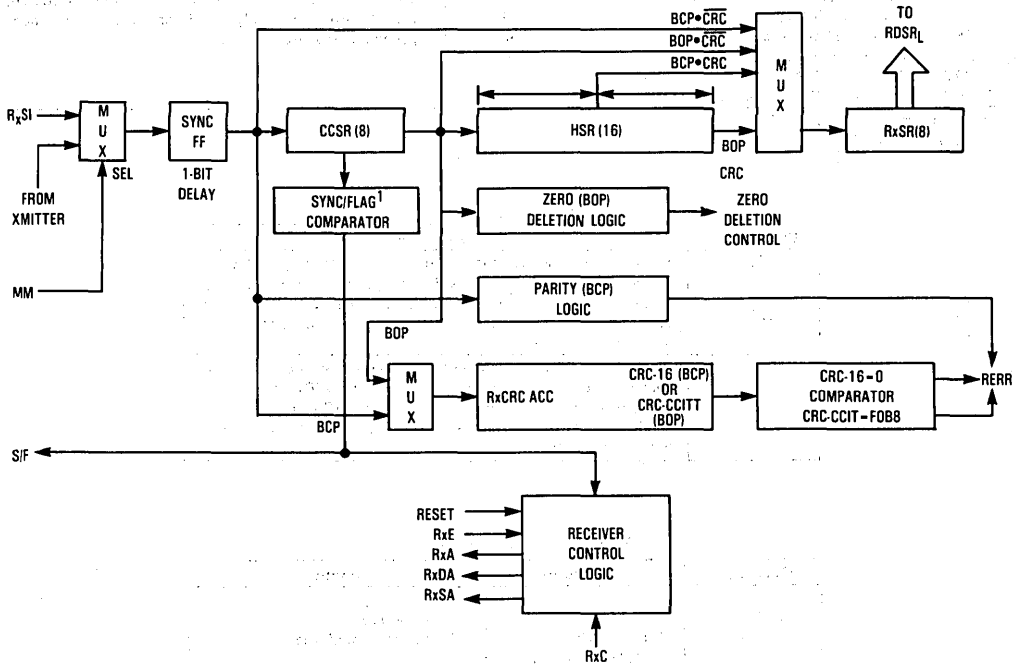 TO
RDSR_L
BCP•C̅R̅C̅
BOP•C̅R̅C̅
BCP•CRC
M
U
X
R_xSI
M
U
X
SEL
SYNC
FF
1-BIT
DELAY
CCSR (8)
HSR (16)
BOP
CRC
RxSR(8)
FROM
XMITTER
SYNC/FLAG¹
COMPARATOR
ZERO (BOP)
DELETION LOGIC
ZERO
DELETION
CONTROL
MM
PARITY (BCP)
LOGIC
BOP
M
U
X
BCP
RxCRC ACC
CRC-16 (BCP)
OR
CRC-CCITT
(BOP)
CRC-16=0
COMPARATOR
CRC-CCIT=FOB8
RERR
S/F
RESET
RxE
RxA
RxDA
RxSA
RECEIVER
CONTROL
LOGIC
RxC